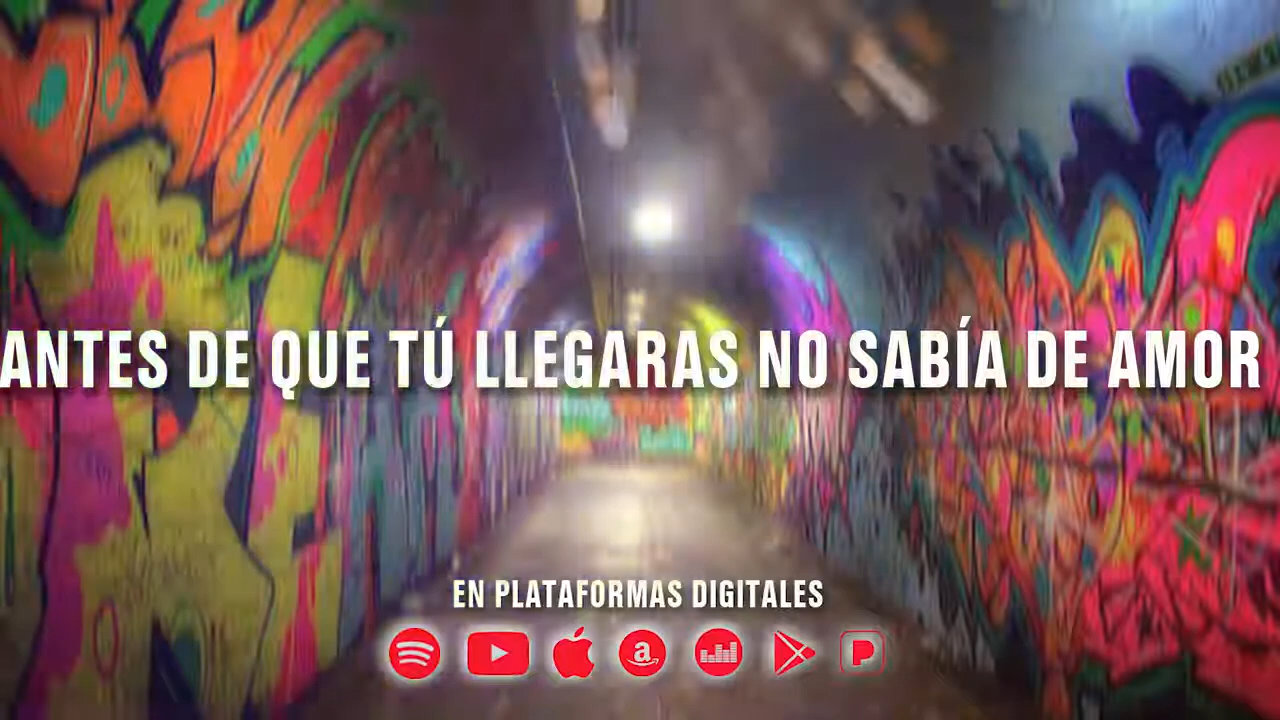 ANTES DE QUE TÚ LLEGARAS NO SABÍA DE AMOR
EN PLATAFORMAS DIGITALES